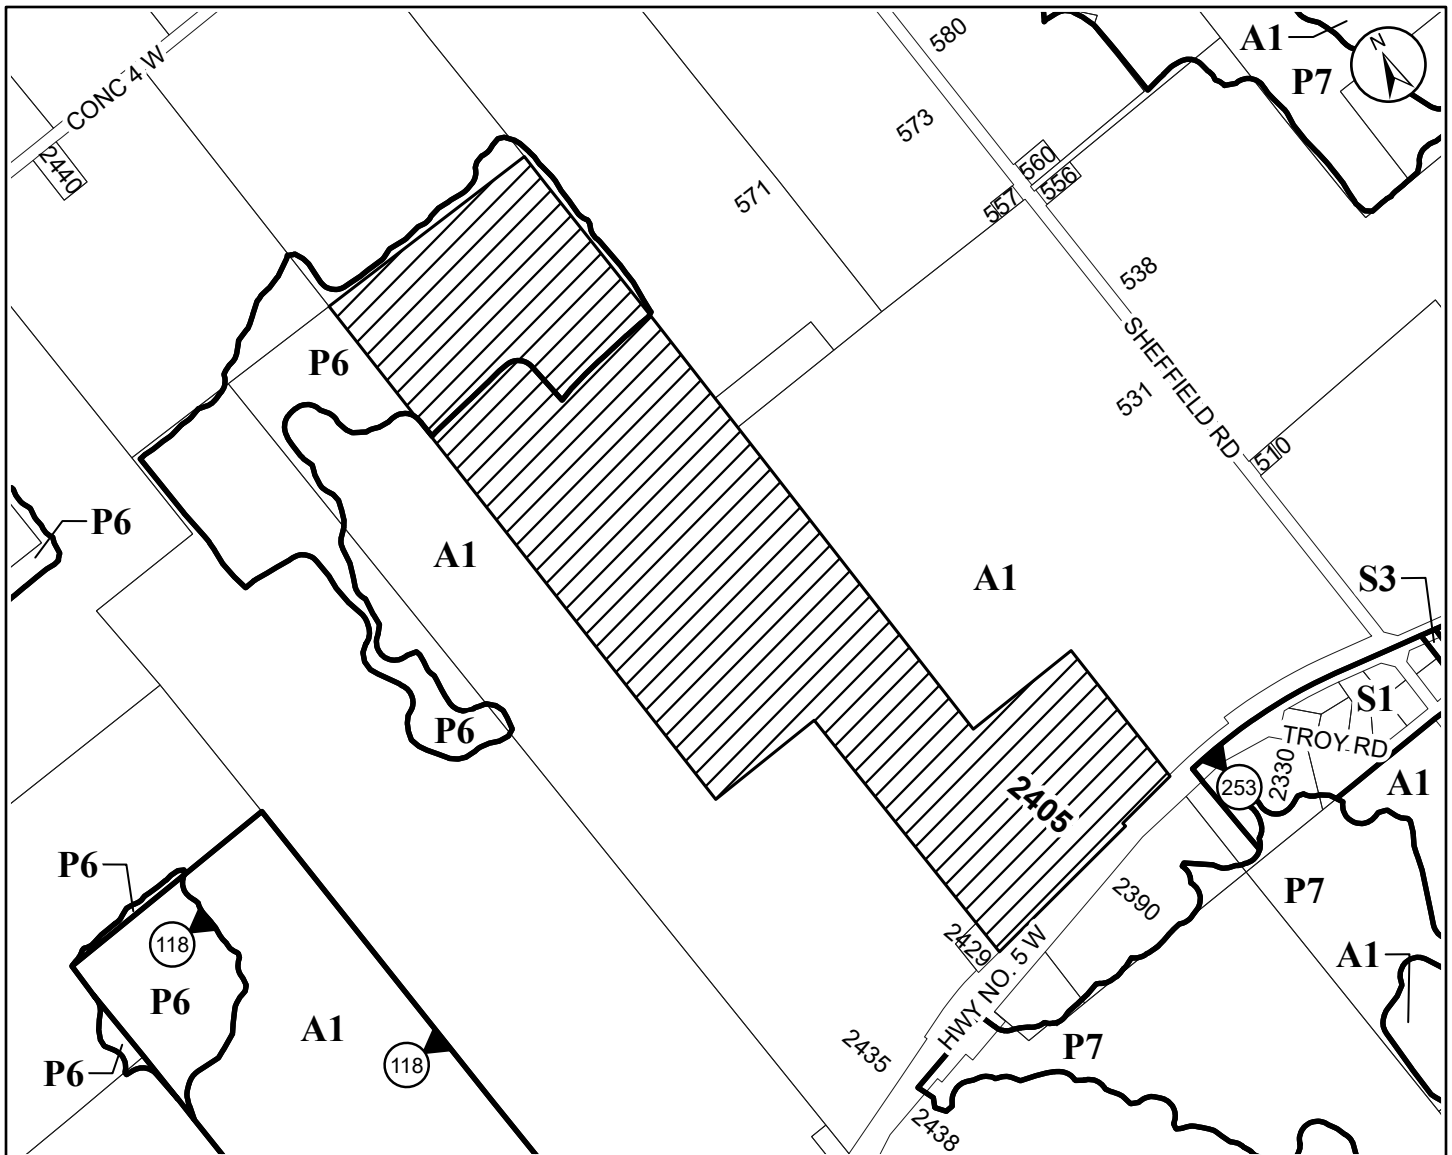 580
A1
N
P7
CONC 4 W
573
2440
560
556
571
557
538
SHEFFIELD RD
P6
531
510
P6
A1
A1
S3
S1
P6
TROY RD
2330
253
A1
2405
P6
2390
P7
118
2429
A1
P6
HWY NO. 5 W
A1
P7
2435
118
P6
2438